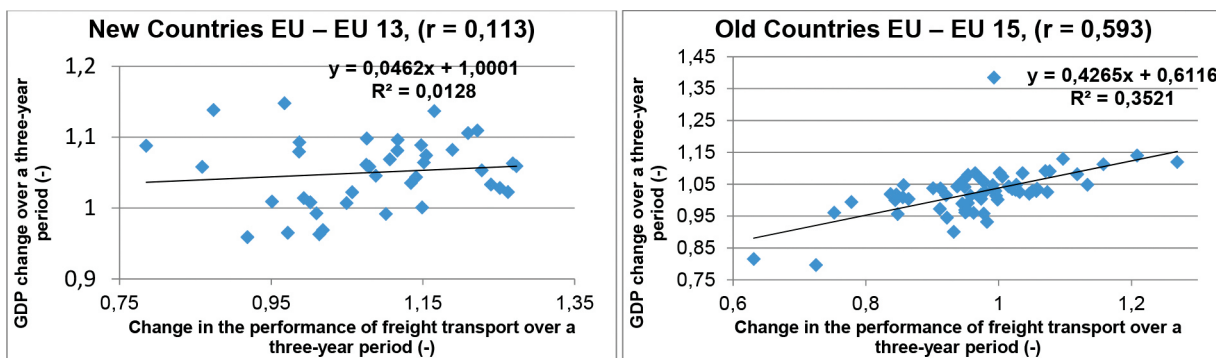 New Countries EU – EU 13, (r = 0,113)
y = 0,0462x + 1,0001
R² = 0,0128
GDP change over a three-year
period (-)
1,2
1,1
1
0,9
0,75
0,95
1,15
1,35
Change in the performance of freight transport over a
three-year period (-)
Old Countries EU – EU 15, (r = 0,593)
y = 0,4265x + 0,6116
R² = 0,3521
GDP change over a three-year
period (-)
1,45
1,35
1,25
1,15
1,05
0,95
0,85
0,75
0,6
0,8
1
1,2
Change in the performance of freight transport over a
three-year period (-)